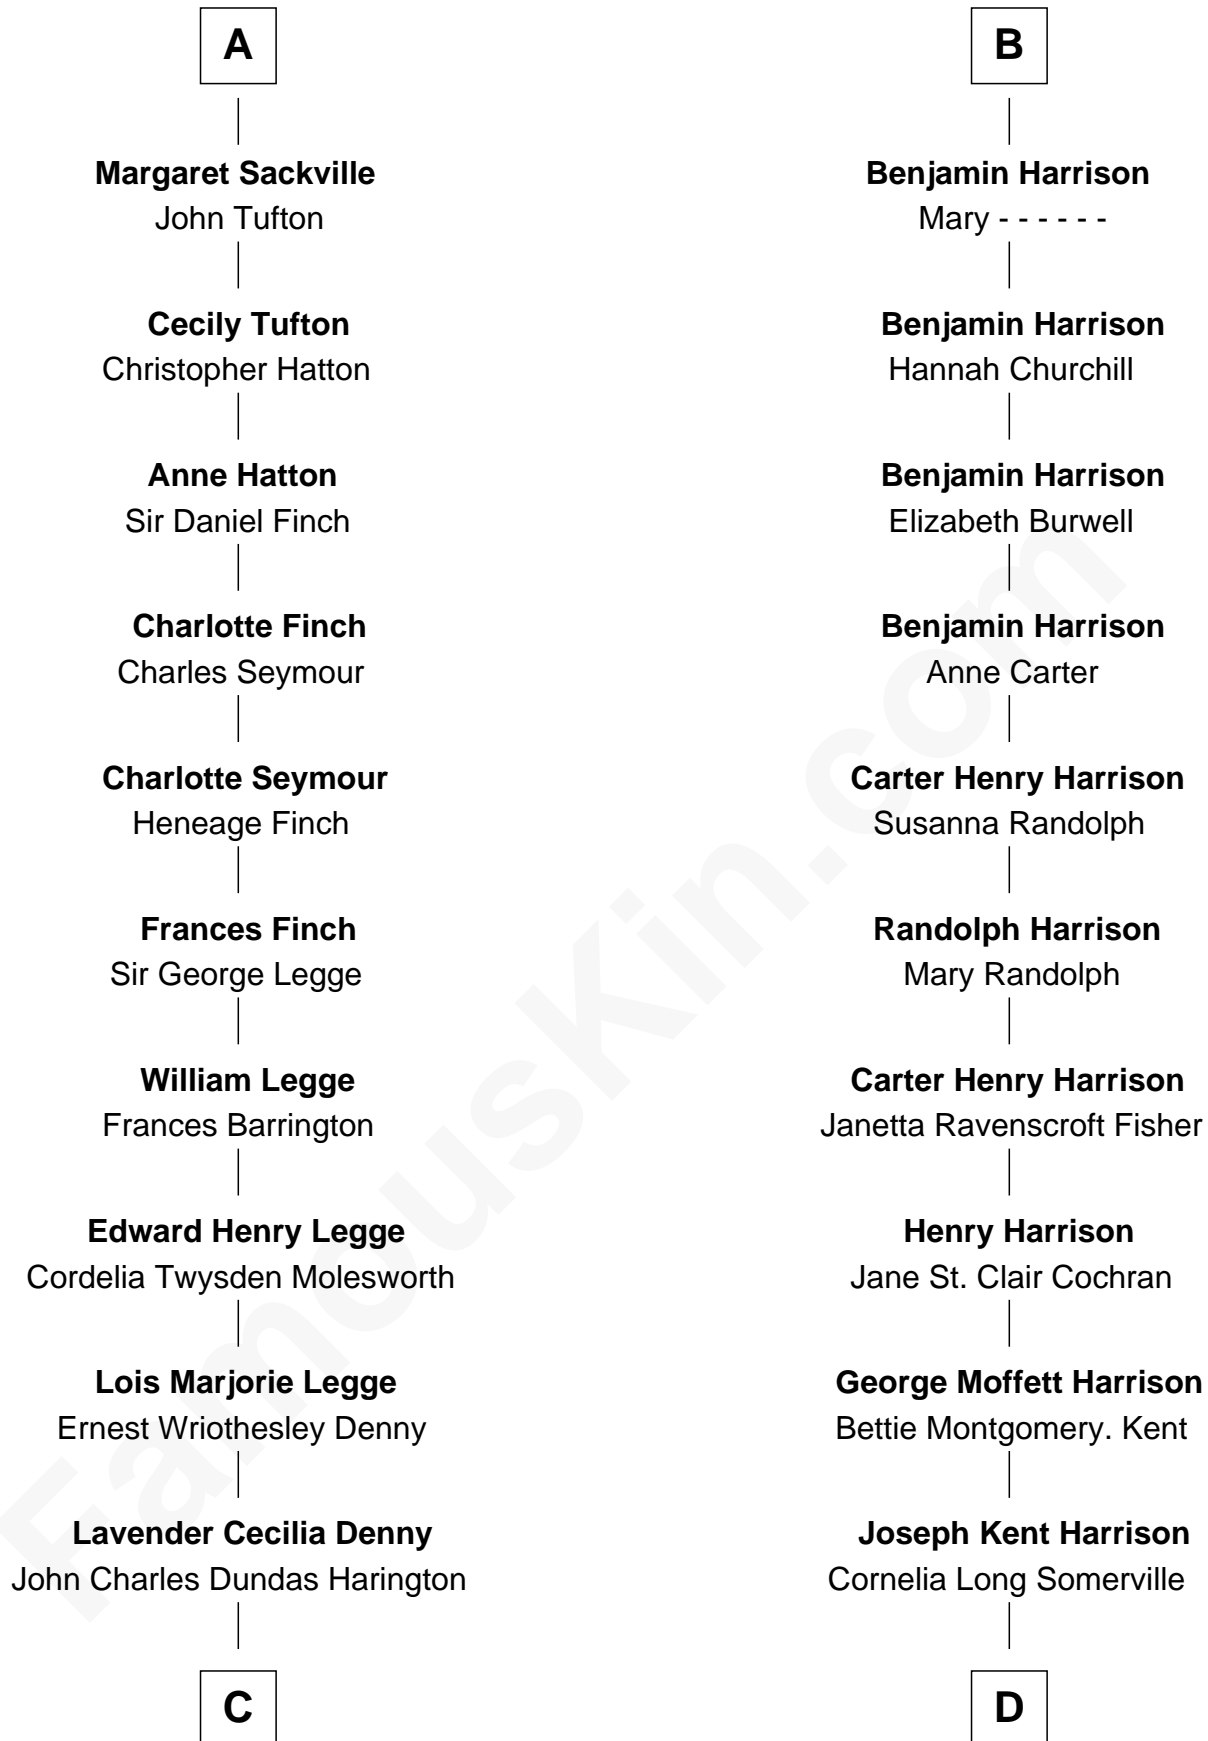 A
Margaret Sackville
John Tufton
Cecily Tufton
Christopher Hatton
Anne Hatton
Sir Daniel Finch
Charlotte Finch
Charles Seymour
Charlotte Seymour
Heneage Finch
Frances Finch
Sir George Legge
William Legge
Frances Barrington
Edward Henry Legge
Cordelia Twysden Molesworth
Lois Marjorie Legge
Ernest Wriothesley Denny
Lavender Cecilia Denny
John Charles Dundas Harington
C
B
Benjamin Harrison
Mary - - - - - -
Benjamin Harrison
Hannah Churchill
Benjamin Harrison
Elizabeth Burwell
Benjamin Harrison
Anne Carter
Carter Henry Harrison
Susanna Randolph
Randolph Harrison
Mary Randolph
Carter Henry Harrison
Janetta Ravenscroft Fisher
Henry Harrison
Jane St. Clair Cochran
George Moffett Harrison
Bettie Montgomery. Kent
Joseph Kent Harrison
Cornelia Long Somerville
D
FamousKin.com